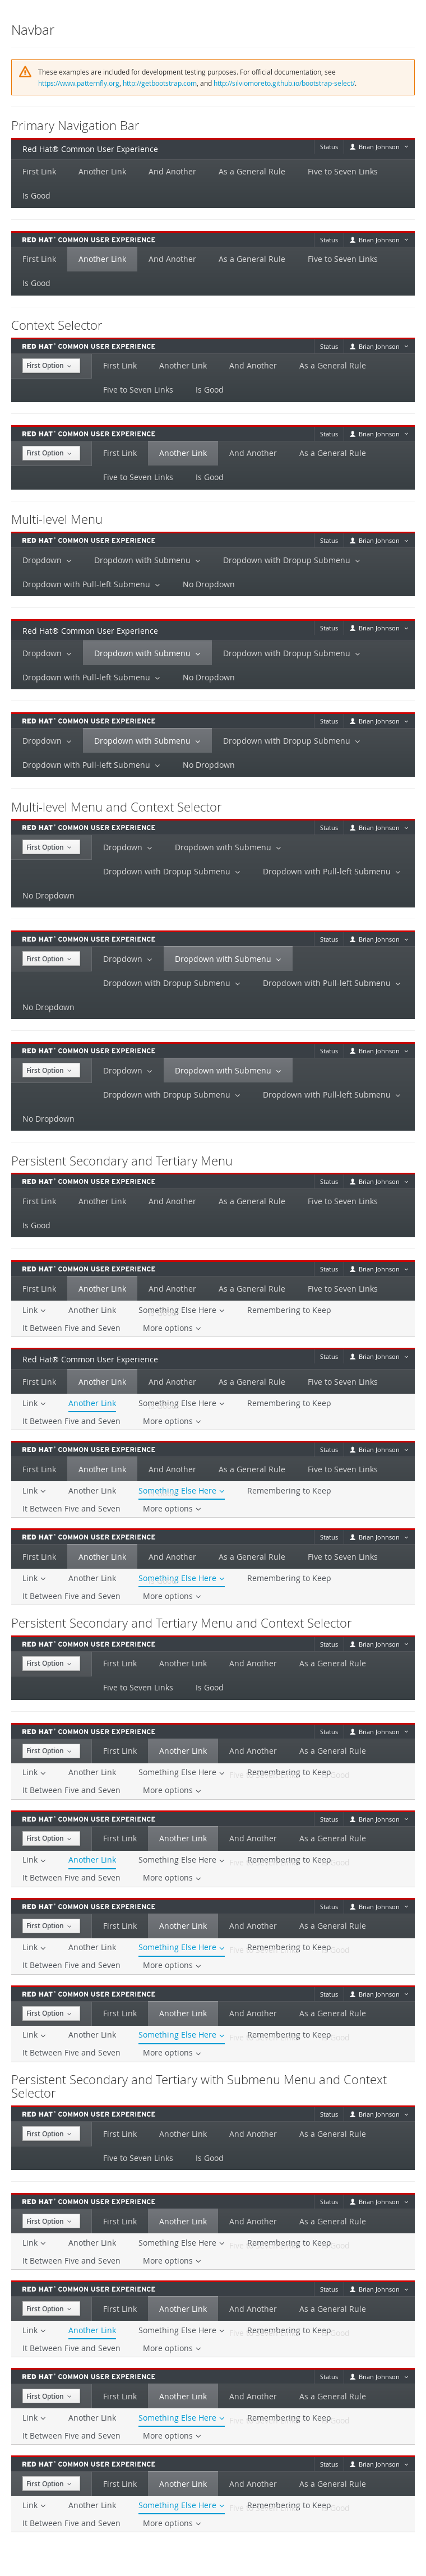 Navbar
These examples are included for development testing purposes. For official documentation, see
https://www.patternfly.org, http://getbootstrap.com, and http://silviomoreto.github.io/bootstrap-select/.
Primary Navigation Bar
Red Hat® Common User Experience Status Brian Johnson
First Link Another Link And Another As a General Rule Five to Seven Links
Is Good
RED HAT® COMMON USER EXPERIENCE Status Brian Johnson
First Link Another Link And Another As a General Rule Five to Seven Links
Is Good
Context Selector
RED HAT® COMMON USER EXPERIENCE Status Brian Johnson
First Option First Link Another Link And Another As a General Rule
Five to Seven Links Is Good
RED HAT® COMMON USER EXPERIENCE Status Brian Johnson
First Option First Link Another Link And Another As a General Rule
Five to Seven Links Is Good
Multi-level Menu
RED HAT® COMMON USER EXPERIENCE Status Brian Johnson
Dropdown Dropdown with Submenu Dropdown with Dropup Submenu
Dropdown with Pull-left Submenu No Dropdown
Red Hat® Common User Experience Status Brian Johnson
Dropdown Dropdown with Submenu Dropdown with Dropup Submenu
Dropdown with Pull-left Submenu No Dropdown
RED HAT® COMMON USER EXPERIENCE Status Brian Johnson
Dropdown Dropdown with Submenu Dropdown with Dropup Submenu
Dropdown with Pull-left Submenu No Dropdown
Multi-level Menu and Context Selector
RED HAT® COMMON USER EXPERIENCE Status Brian Johnson
First Option Dropdown Dropdown with Submenu
Dropdown with Dropup Submenu Dropdown with Pull-left Submenu
No Dropdown
RED HAT® COMMON USER EXPERIENCE Status Brian Johnson
First Option Dropdown Dropdown with Submenu
Dropdown with Dropup Submenu Dropdown with Pull-left Submenu
No Dropdown
RED HAT® COMMON USER EXPERIENCE Status Brian Johnson
First Option Dropdown Dropdown with Submenu
Dropdown with Dropup Submenu Dropdown with Pull-left Submenu
No Dropdown
Persistent Secondary and Tertiary Menu
RED HAT® COMMON USER EXPERIENCE Status Brian Johnson
First Link Another Link And Another As a General Rule Five to Seven Links
Is Good
RED HAT® COMMON USER EXPERIENCE Status Brian Johnson
First Link Another Link And Another As a General Rule Five to Seven Links
Link Another Link Something Else Here Remembering to Keep
It Between Five and Seven More options
Red Hat® Common User Experience Status Brian Johnson
First Link Another Link And Another As a General Rule Five to Seven Links
Link Another Link Something Else Here Remembering to Keep
It Between Five and Seven More options
RED HAT® COMMON USER EXPERIENCE Status Brian Johnson
First Link Another Link And Another As a General Rule Five to Seven Links
Link Another Link Something Else Here Remembering to Keep
It Between Five and Seven More options
RED HAT® COMMON USER EXPERIENCE Status Brian Johnson
First Link Another Link And Another As a General Rule Five to Seven Links
Link Another Link Something Else Here Remembering to Keep
It Between Five and Seven More options
Persistent Secondary and Tertiary Menu and Context Selector
RED HAT® COMMON USER EXPERIENCE Status Brian Johnson
First Option First Link Another Link And Another As a General Rule
Five to Seven Links Is Good
RED HAT® COMMON USER EXPERIENCE Status Brian Johnson
First Option First Link Another Link And Another As a General Rule
Link Another Link Something Else Here Remembering to Keep
It Between Five and Seven More options
RED HAT® COMMON USER EXPERIENCE Status Brian Johnson
First Option First Link Another Link And Another As a General Rule
Link Another Link Something Else Here Remembering to Keep
It Between Five and Seven More options
RED HAT® COMMON USER EXPERIENCE Status Brian Johnson
First Option First Link Another Link And Another As a General Rule
Link Another Link Something Else Here Remembering to Keep
It Between Five and Seven More options
RED HAT® COMMON USER EXPERIENCE Status Brian Johnson
First Option First Link Another Link And Another As a General Rule
Link Another Link Something Else Here Remembering to Keep
It Between Five and Seven More options
Persistent Secondary and Tertiary with Submenu Menu and Context
Selector
RED HAT® COMMON USER EXPERIENCE Status Brian Johnson
First Option First Link Another Link And Another As a General Rule
Five to Seven Links Is Good
RED HAT® COMMON USER EXPERIENCE Status Brian Johnson
First Option First Link Another Link And Another As a General Rule
Link Another Link Something Else Here Remembering to Keep
It Between Five and Seven More options
RED HAT® COMMON USER EXPERIENCE Status Brian Johnson
First Option First Link Another Link And Another As a General Rule
Link Another Link Something Else Here Remembering to Keep
It Between Five and Seven More options
RED HAT® COMMON USER EXPERIENCE Status Brian Johnson
First Option First Link Another Link And Another As a General Rule
Link Another Link Something Else Here Remembering to Keep
It Between Five and Seven More options
RED HAT® COMMON USER EXPERIENCE Status Brian Johnson
First Option First Link Another Link And Another As a General Rule
Link Another Link Something Else Here Remembering to Keep
It Between Five and Seven More options